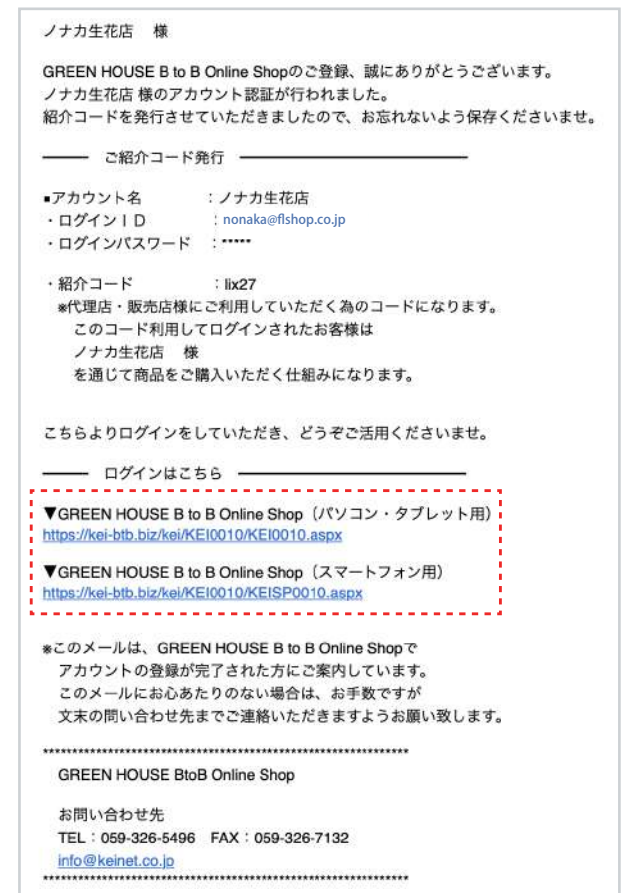 ノナカ生花店　様
GREEN HOUSE B to B Online Shopのご登録、誠にありがとうございます。
ノナカ生花店 様のアカウント認証が行われました。
紹介コードを発行させていただきましたので、お忘れないよう保存くださいませ。
━━━ ご紹介コード発行 ━━━━━━━━━━━━━
▪アカウント名　　　：ノナカ生花店
・ログインＩＤ　　　：nonaka@flshop.co.jp
・ログインパスワード　：*****
・紹介コード　　　　：lix27
※代理店・販売店様にご利用していただく為のコードになります。
このコード利用してログインされたお客様は
ノナカ生花店　様
を通じて商品をご購入いただく仕組みになります。
こちらよりログインをしていただき、どうぞご活用くださいませ。
━━━ ログインはこちら ━━━━━━━━━━━━━
▼GREEN HOUSE B to B Online Shop（パソコン・タブレット用）
https://kei-btb.biz/kei/KEI0010/KEI0010.aspx
▼GREEN HOUSE B to B Online Shop（スマートフォン用）
https://kei-btb.biz/kei/KEI0010/KEISP0010.aspx
※このメールは、GREEN HOUSE B to B Online Shopで
アカウントの登録が完了された方にご案内しています。
このメールにお心あたりのない場合は、お手数ですが
文末の問い合わせ先までご連絡いただきますようお願い致します。
**************************************************************
GREEN HOUSE BtoB Online Shop
お問い合わせ先
TEL：059-326-5496　FAX：059-326-7132
info@keinet.co.jp
**************************************************************